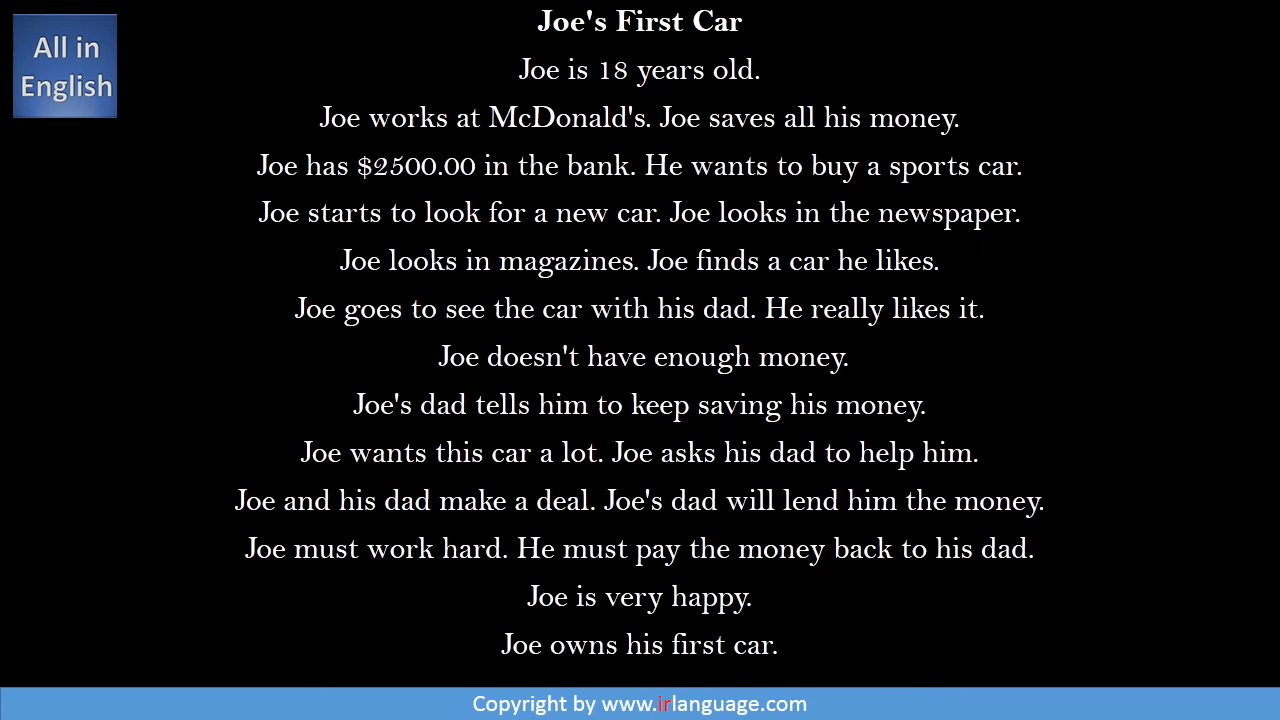 All in
English
Joe's First Car
Joe is 18 years old.
Joe works at McDonald's. Joe saves all his money.
Joe has $2500.00 in the bank. He wants to buy a sports car.
Joe starts to look for a new car. Joe looks in the newspaper.
Joe looks in magazines. Joe finds a car he likes.
Joe goes to see the car with his dad. He really likes it.
Joe doesn't have enough money.
Joe's dad tells him to keep saving his money.
Joe wants this car a lot. Joe asks his dad to help him.
Joe and his dad make a deal. Joe's dad will lend him the money.
Joe must work hard. He must pay the money back to his dad.
Joe is very happy.
Joe owns his first car.
Copyright by www.irlanguage.com